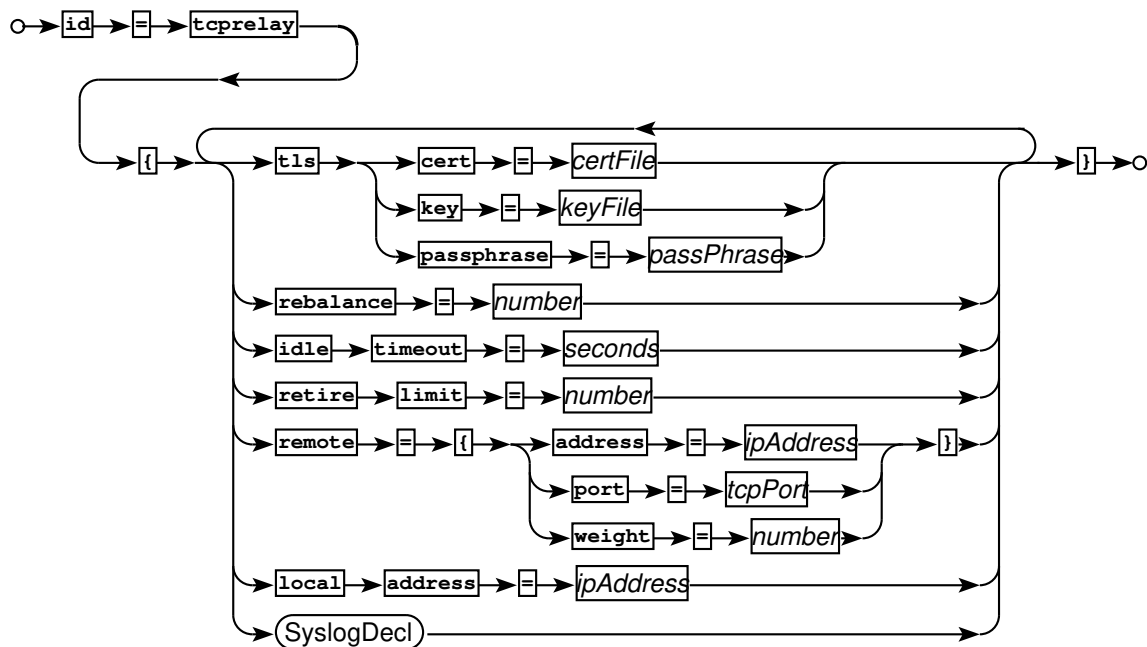 id = tcprelay
{ tls cert = certFile }
key = keyFile
passphrase = passPhrase
rebalance = number
idle timeout = seconds
retire limit = number
remote = { address = ipAddress }
port = tcpPort
weight = number
local address = ipAddress
SyslogDecl